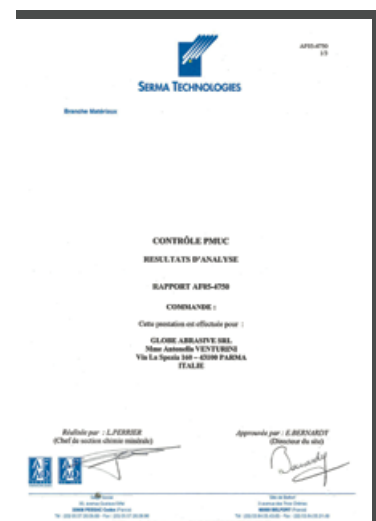 AF05-4750
1/3
SERMA TECHNOLOGIES
Branche Matériaux
CONTRÔLE PMUC
RESULTATS D'ANALYSE
RAPPORT AF05-4750
COMMANDE :
Cette prestation est effectuée pour :
GLOBE ABRASIVE SRL
Mme Antonella VENTURINI
Via La Spezia 160 – 43100 PARMA
ITALIE
Réalisée par : L.PERRIER
(Chef de section chimie minérale)
Approuvée par : E.BERNARDY
(Directeur du site)